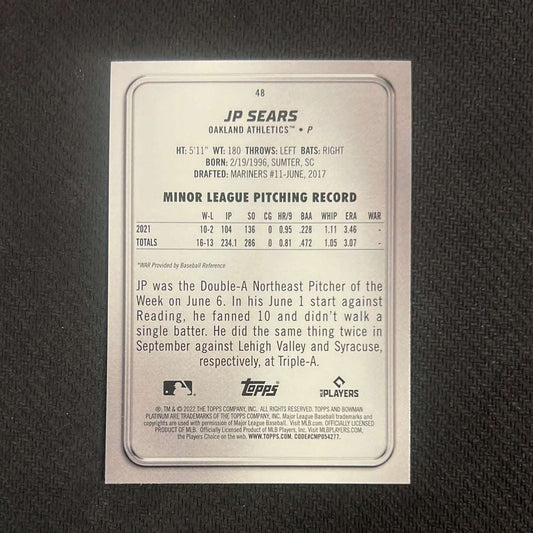 48
JP SEARS
OAKLAND ATHLETICS™ • P
HT: 5'11" WT: 180 THROWS: LEFT BATS: RIGHT
BORN: 2/19/1996, SUMTER, SC
DRAFTED: MARINERS #11-JUNE, 2017
MINOR LEAGUE PITCHING RECORD
W-L IP SO CG HR/9 BAA WHIP ERA WAR
2021 10-2 104 136 0 0.95 .228 1.11 3.46 -
TOTALS 16-13 234.1 286 0 0.81 .472 1.05 3.07 -
*WAR Provided by Baseball Reference
JP was the Double-A Northeast Pitcher of the
Week on June 6. In his June 1 start against
Reading, he fanned 10 and didn't walk a
single batter. He did the same thing twice in
September against Lehigh Valley and Syracuse,
respectively, at Triple-A.
topps
PLAYERS
®, TM & © 2022 THE TOPPS COMPANY, INC. ALL RIGHTS RESERVED. TOPPS AND BOWMAN
PLATINUM ARE TRADEMARKS OF THE TOPPS COMPANY, INC. Major League Baseball trademarks and
copyrights are used with permission of Major League Baseball. Visit MLB.com. OFFICIALLY LICENSED
PRODUCT OF MLB. Officially Licensed Product of MLB Players, Inc. Visit MLBPLAYERS.com,
the Players Choice on the web. WWW.TOPPS.COM. CODE#CMP054277.